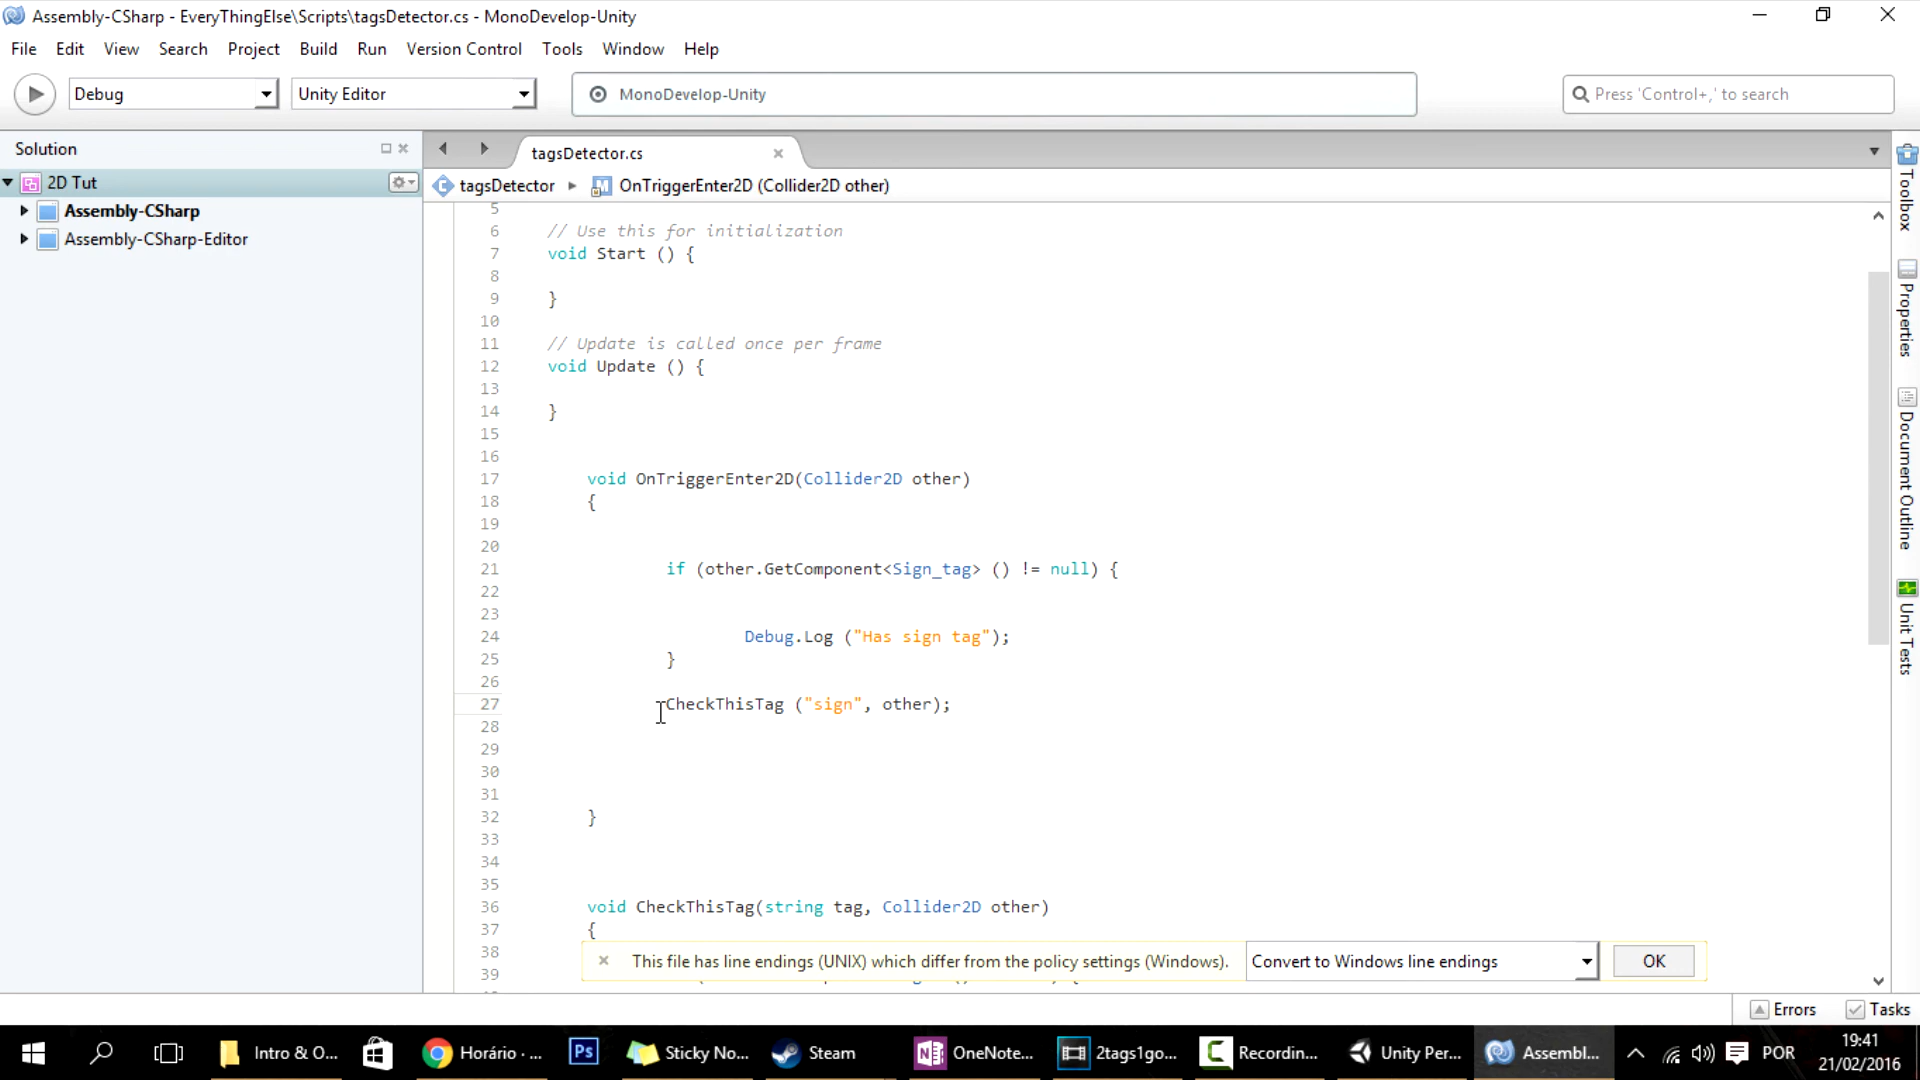 Assembly-CSharp - EveryThingElse\Scripts\tagsDetector.cs - MonoDevelop-Unity
File Edit View Search Project Build Run Version Control Tools Window Help
Debug Unity Editor MonoDevelop-Unity Press 'Control+,' to search
Solution
2D Tut
Assembly-CSharp
Assembly-CSharp-Editor
tagsDetector.cs
tagsDetector OnTriggerEnter2D (Collider2D other)
5
6 // Use this for initialization
7 void Start () {
8
9 }
10
11 // Update is called once per frame
12 void Update () {
13
14 }
15
16
17 void OnTriggerEnter2D(Collider2D other)
18 {
19
20
21 if (other.GetComponent<Sign_tag> () != null) {
22
23
24 Debug.Log ("Has sign tag");
25 }
26
27 CheckThisTag ("sign", other);
28
29
30
31
32 }
33
34
35
36 void CheckThisTag(string tag, Collider2D other)
37 {
38
39
This file has line endings (UNIX) which differ from the policy settings (Windows). Convert to Windows line endings OK
Toolbox
Properties
Document Outline
Unit Tests
Errors Tasks
Intro & O... Horário · ... Ps Sticky No... Steam OneNote... 2tags1go... Recordin... Unity Per... Assembl... POR
19:41
21/02/2016